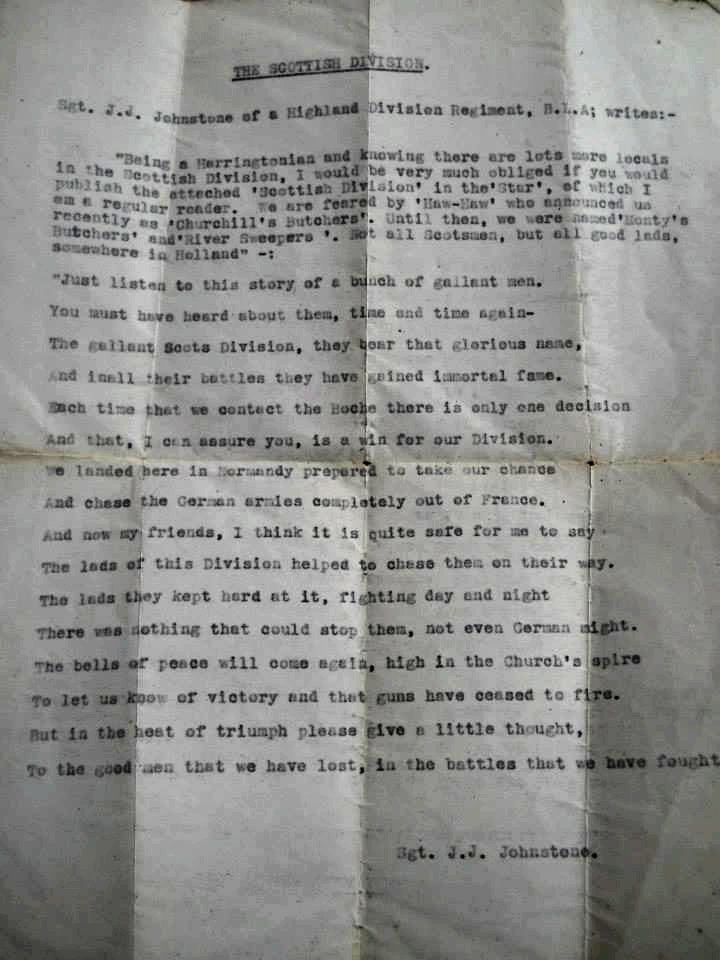 THE SCOTTISH DIVISION.
Sgt. J.J. Johnstone of a Highland Division Regiment, B.L.A; writes:-
"Being a Harringtonian and knowing there are lots more locals
in the Scottish Division, I would be very much obliged if you would
publish the attached 'Scottish Division' in the'Star', of which I
am a regular reader. We are feared by 'Haw-Haw' who announced us
recently as 'Churchill's Butchers'. Until then, we were named'Monty's
Butchers' and'River Sweepers '. Not all Scotsmen, but all good lads,
somewhere in Holland" -:
"Just listen to this story of a bunch of gallant men.
You must have heard about them, time and time again-
The gallant Scots Division, they bear that glorious name,
And inall their battles they have gained immortal fame.
Each time that we contact the Boche there is only one decision
And that, I can assure you, is a win for our Division.
We landed here in Normandy prepared to take our chance
And chase the German armies completely out of France.
And now my friends, I think it is quite safe for me to say
The lads of this Division helped to chase them on their way.
The lads they kept hard at it, fighting day and night
There was nothing that could stop them, not even German might.
The bells of peace will come again, high in the Church's spire
To let us know of victory and that guns have ceased to fire.
But in the heat of triumph please give a little thought,
To the good men that we have lost, in the battles that we have fought
Sgt. J.J. Johnstone.